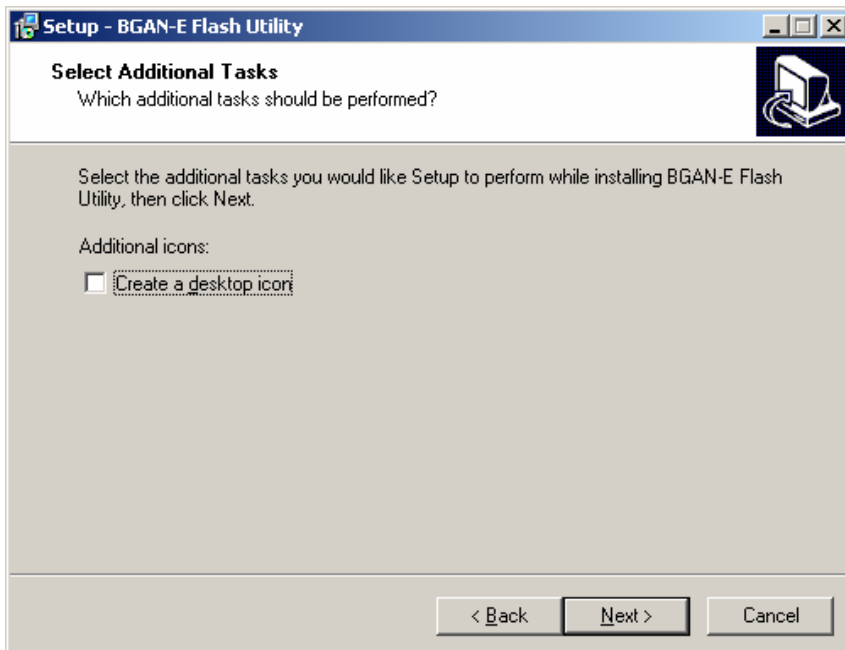 Setup - BGAN-E Flash Utility
Select Additional Tasks
Which additional tasks should be performed?
Select the additional tasks you would like Setup to perform while installing BGAN-E Flash
Utility, then click Next.
Additional icons:
Create a desktop icon
< Back Next > Cancel